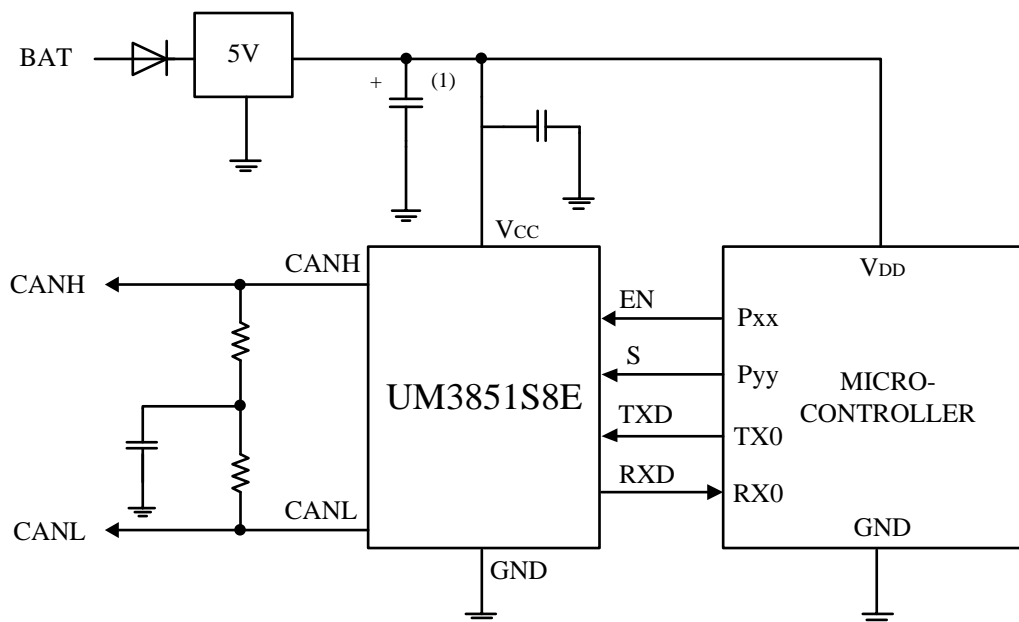 BAT
5V
+
(1)
VCC
CANH
CANH
VDD
EN
Pxx
S
Pyy
UM3851S8E
MICRO-
CONTROLLER
TXD
TX0
RXD
RX0
CANL
CANL
GND
GND